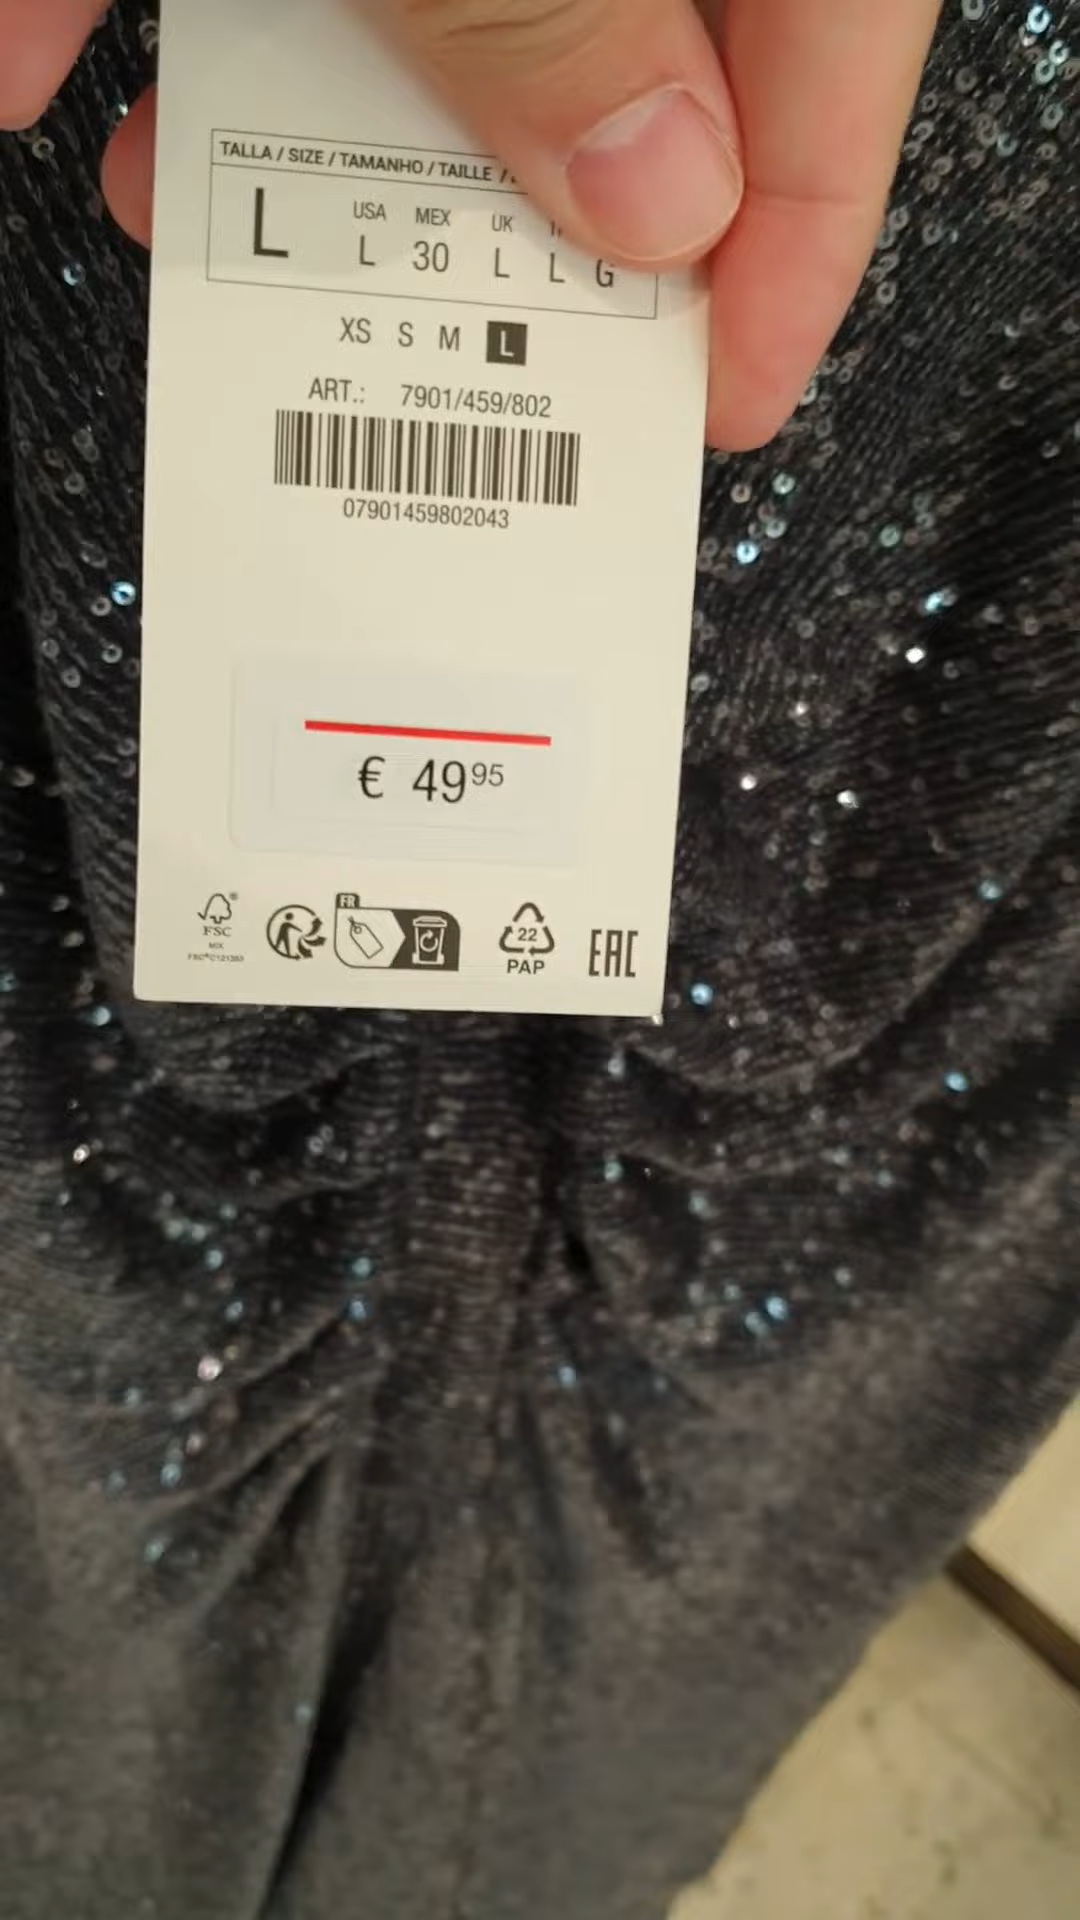 TALLA / SIZE / TAMANHO / TAILLE /
USA MEX UK
L L 30 L L G
XS S M L
ART.: 7901/459/802
07901459802043
€ 49 95
FR
FSC®
MIX
22
PAP
EAC